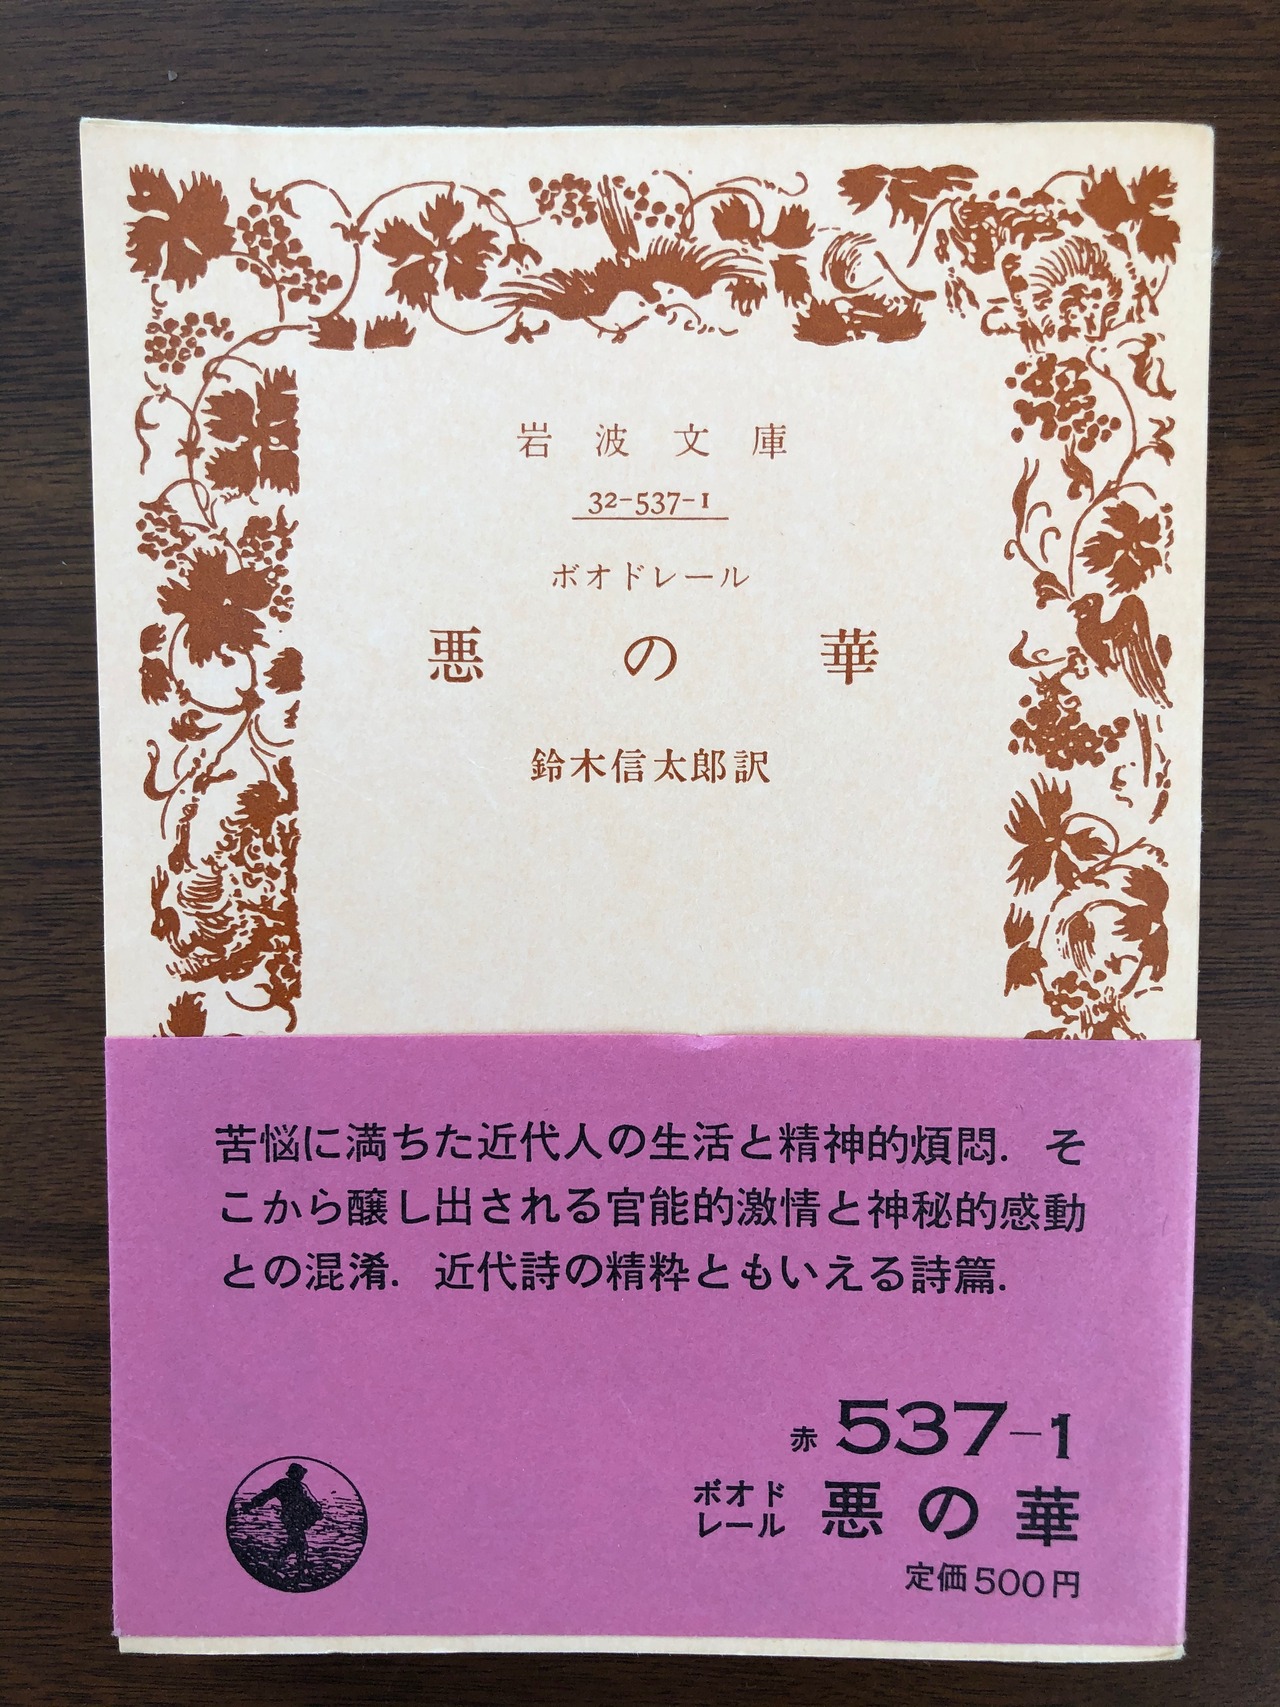 岩波文庫
32-537-1
ボオドレール
悪の華
鈴木信太郎訳
苦悩に満ちた近代人の生活と精神的煩悶. そ
こから醸し出される官能的激情と神秘的感動
との混淆. 近代詩の精粋ともいえる詩篇.
赤 537-1
ボオド
レール
悪の華
定価500円